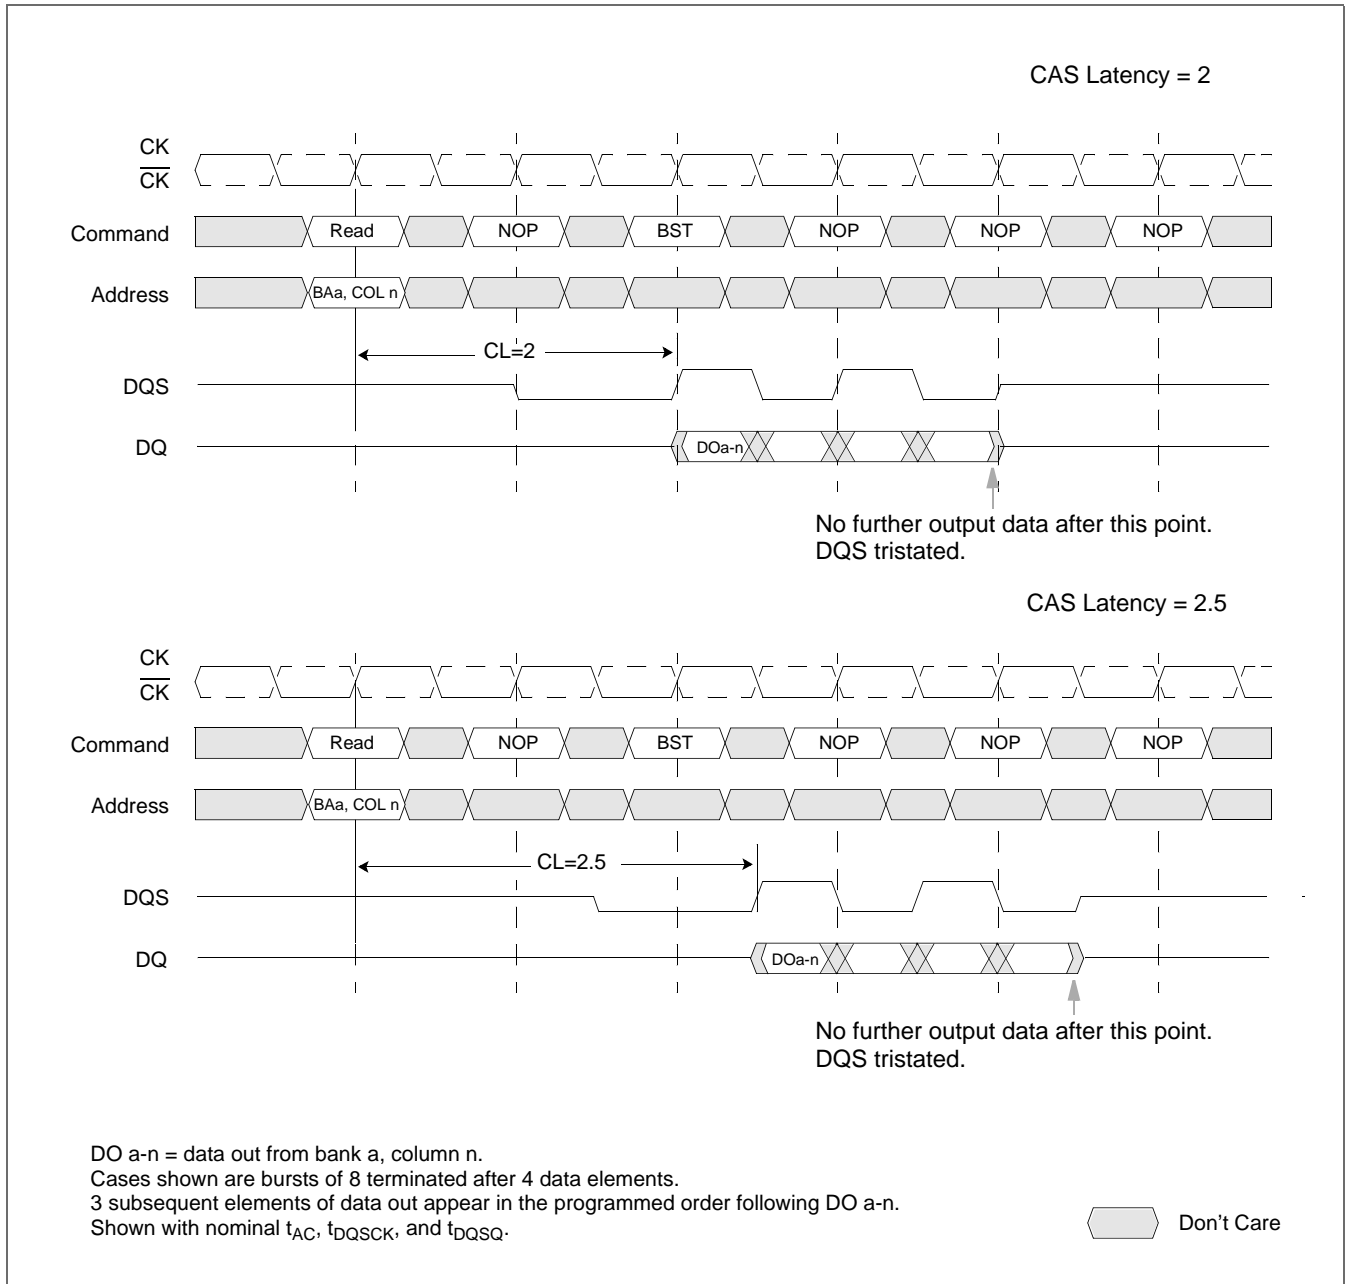 CAS Latency = 2
CK
CK
Command Read NOP BST NOP NOP NOP
Address BAa, COL n
CL=2
DQS
DQ DOa-n
No further output data after this point.
DQS tristated.
CAS Latency = 2.5
CK
CK
Command Read NOP BST NOP NOP NOP
Address BAa, COL n
CL=2.5
DQS
DQ DOa-n
No further output data after this point.
DQS tristated.
DO a-n = data out from bank a, column n.
Cases shown are bursts of 8 terminated after 4 data elements.
3 subsequent elements of data out appear in the programmed order following DO a-n.
Shown with nominal tAC, tDQSCK, and tDQSQ.
Don't Care